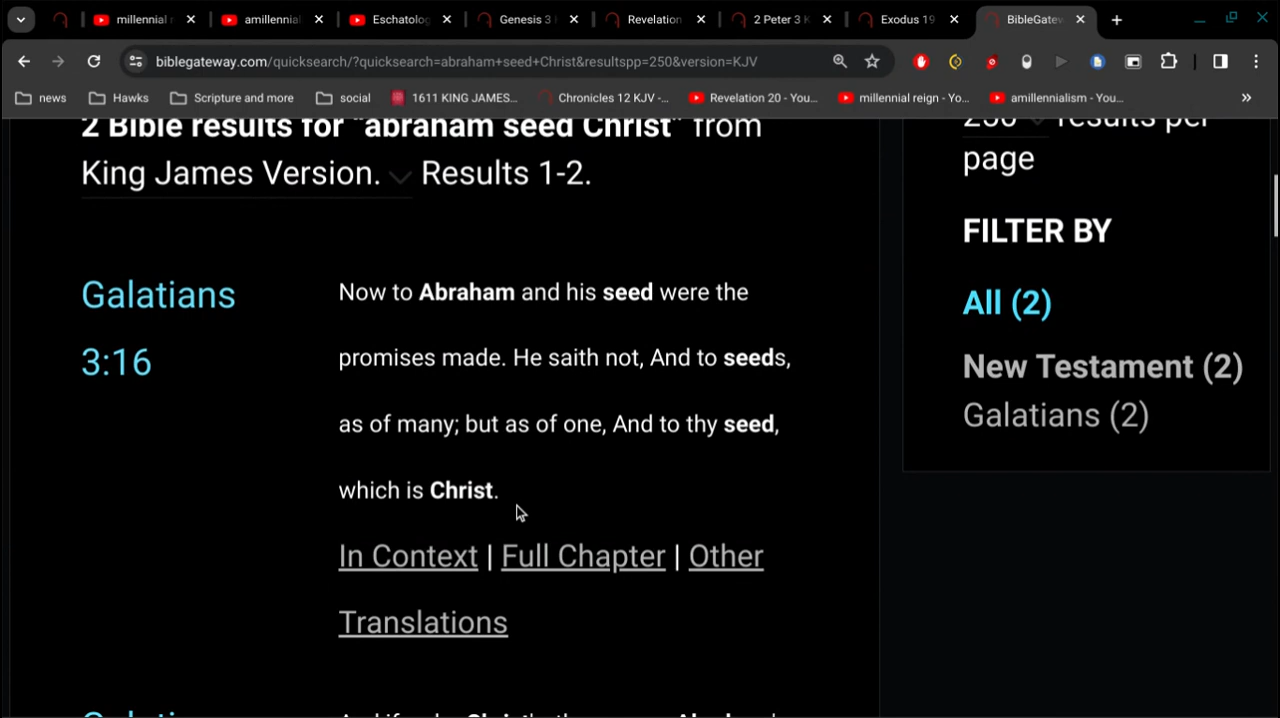 millennial r
amillennial
Eschatolog
Genesis 3
Revelation
2 Peter 3 K
Exodus 19
BibleGatew
biblegateway.com/quicksearch/?quicksearch=abraham+seed+Christ&resultspp=250&version=KJV
news
Hawks
Scripture and more
social
1611 KING JAMES...
Chronicles 12 KJV -...
Revelation 20 - You...
millennial reign - Yo...
amillennialism - You...
2 Bible results for "abraham seed Christ" from
King James Version. Results 1-2.
250 results per
page
FILTER BY
All (2)
New Testament (2)
Galatians (2)
Galatians
3:16
Now to Abraham and his seed were the
promises made. He saith not, And to seeds,
as of many; but as of one, And to thy seed,
which is Christ.
In Context | Full Chapter | Other
Translations